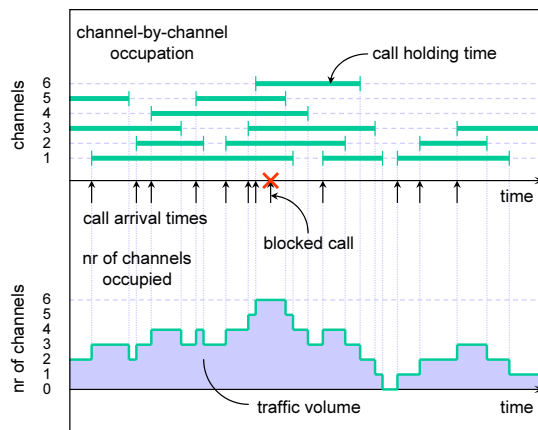 channel-by-channel
occupation
call holding time
channels
6
5
4
3
2
1
time
call arrival times
blocked call
nr of channels
occupied
nr of channels
6
5
4
3
2
1
0
traffic volume
time